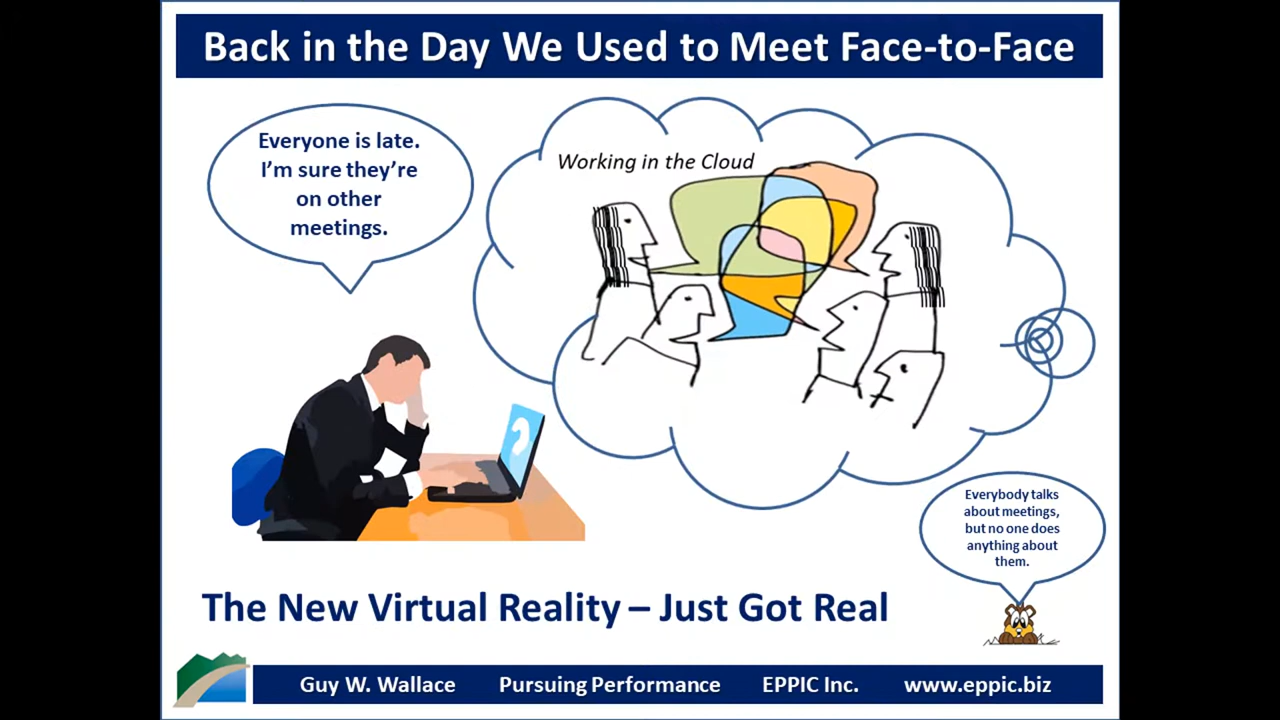 Back in the Day We Used to Meet Face-to-Face
Everyone is late.
I'm sure they're
on other
meetings.
Working in the Cloud
?
Everybody talks
about meetings,
but no one does
anything about
them.
The New Virtual Reality – Just Got Real
Guy W. Wallace Pursuing Performance EPPIC Inc. www.eppic.biz